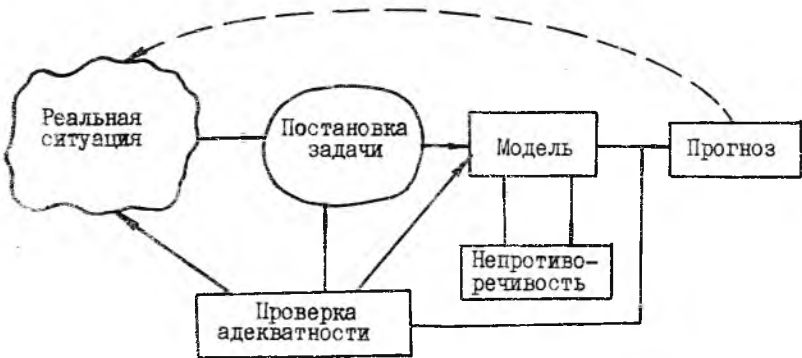 Реальная
ситуация
Постановка
задачи
Модель
Прогноз
Непротиво-
речивость
Проверка
адекватности